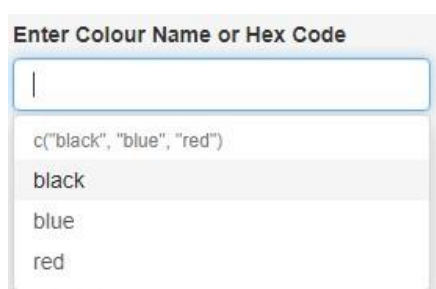 Enter Colour Name or Hex Code
c("black", "blue", "red")
black
blue
red